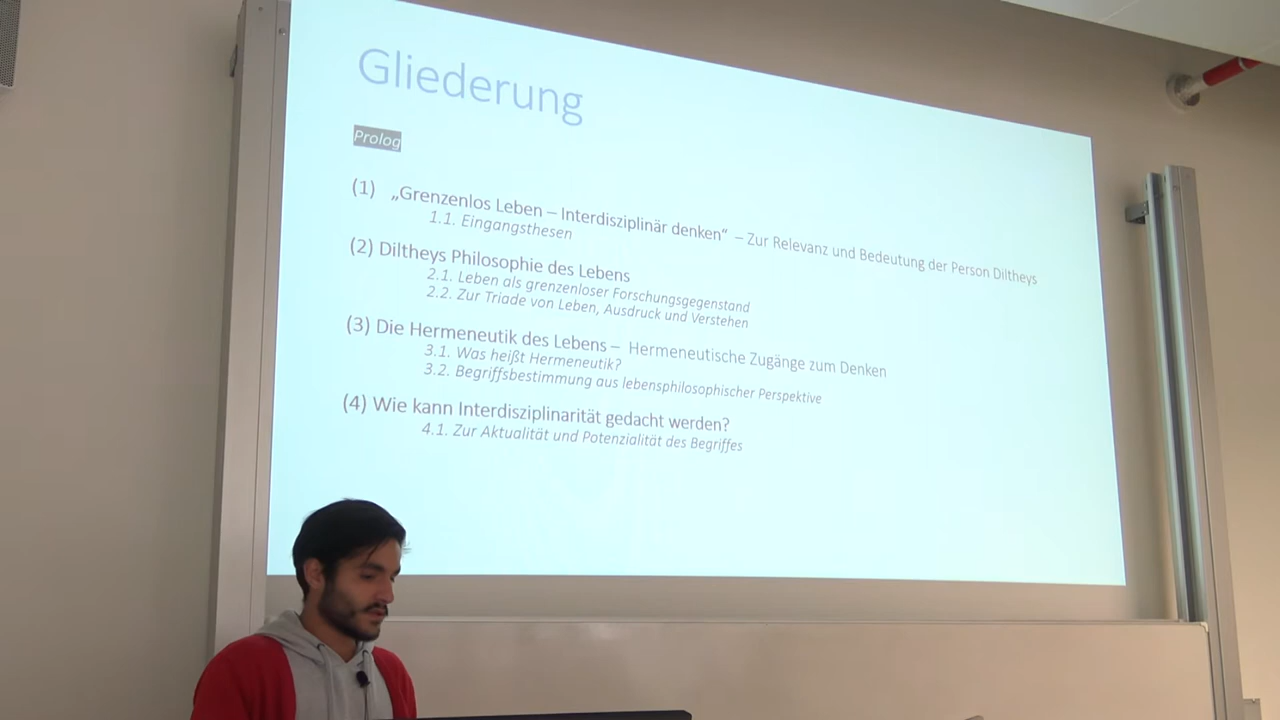 Gliederung
Prolog
(1) „Grenzenlos Leben – Interdisziplinär denken“ – Zur Relevanz und Bedeutung der Person Diltheys
1.1. Eingangsthesen
(2) Diltheys Philosophie des Lebens
2.1. Leben als grenzenloser Forschungsgegenstand
2.2. Zur Triade von Leben, Ausdruck und Verstehen
(3) Die Hermeneutik des Lebens – Hermeneutische Zugänge zum Denken
3.1. Was heißt Hermeneutik?
3.2. Begriffsbestimmung aus lebensphilosophischer Perspektive
(4) Wie kann Interdisziplinarität gedacht werden?
4.1. Zur Aktualität und Potenzialität des Begriffes